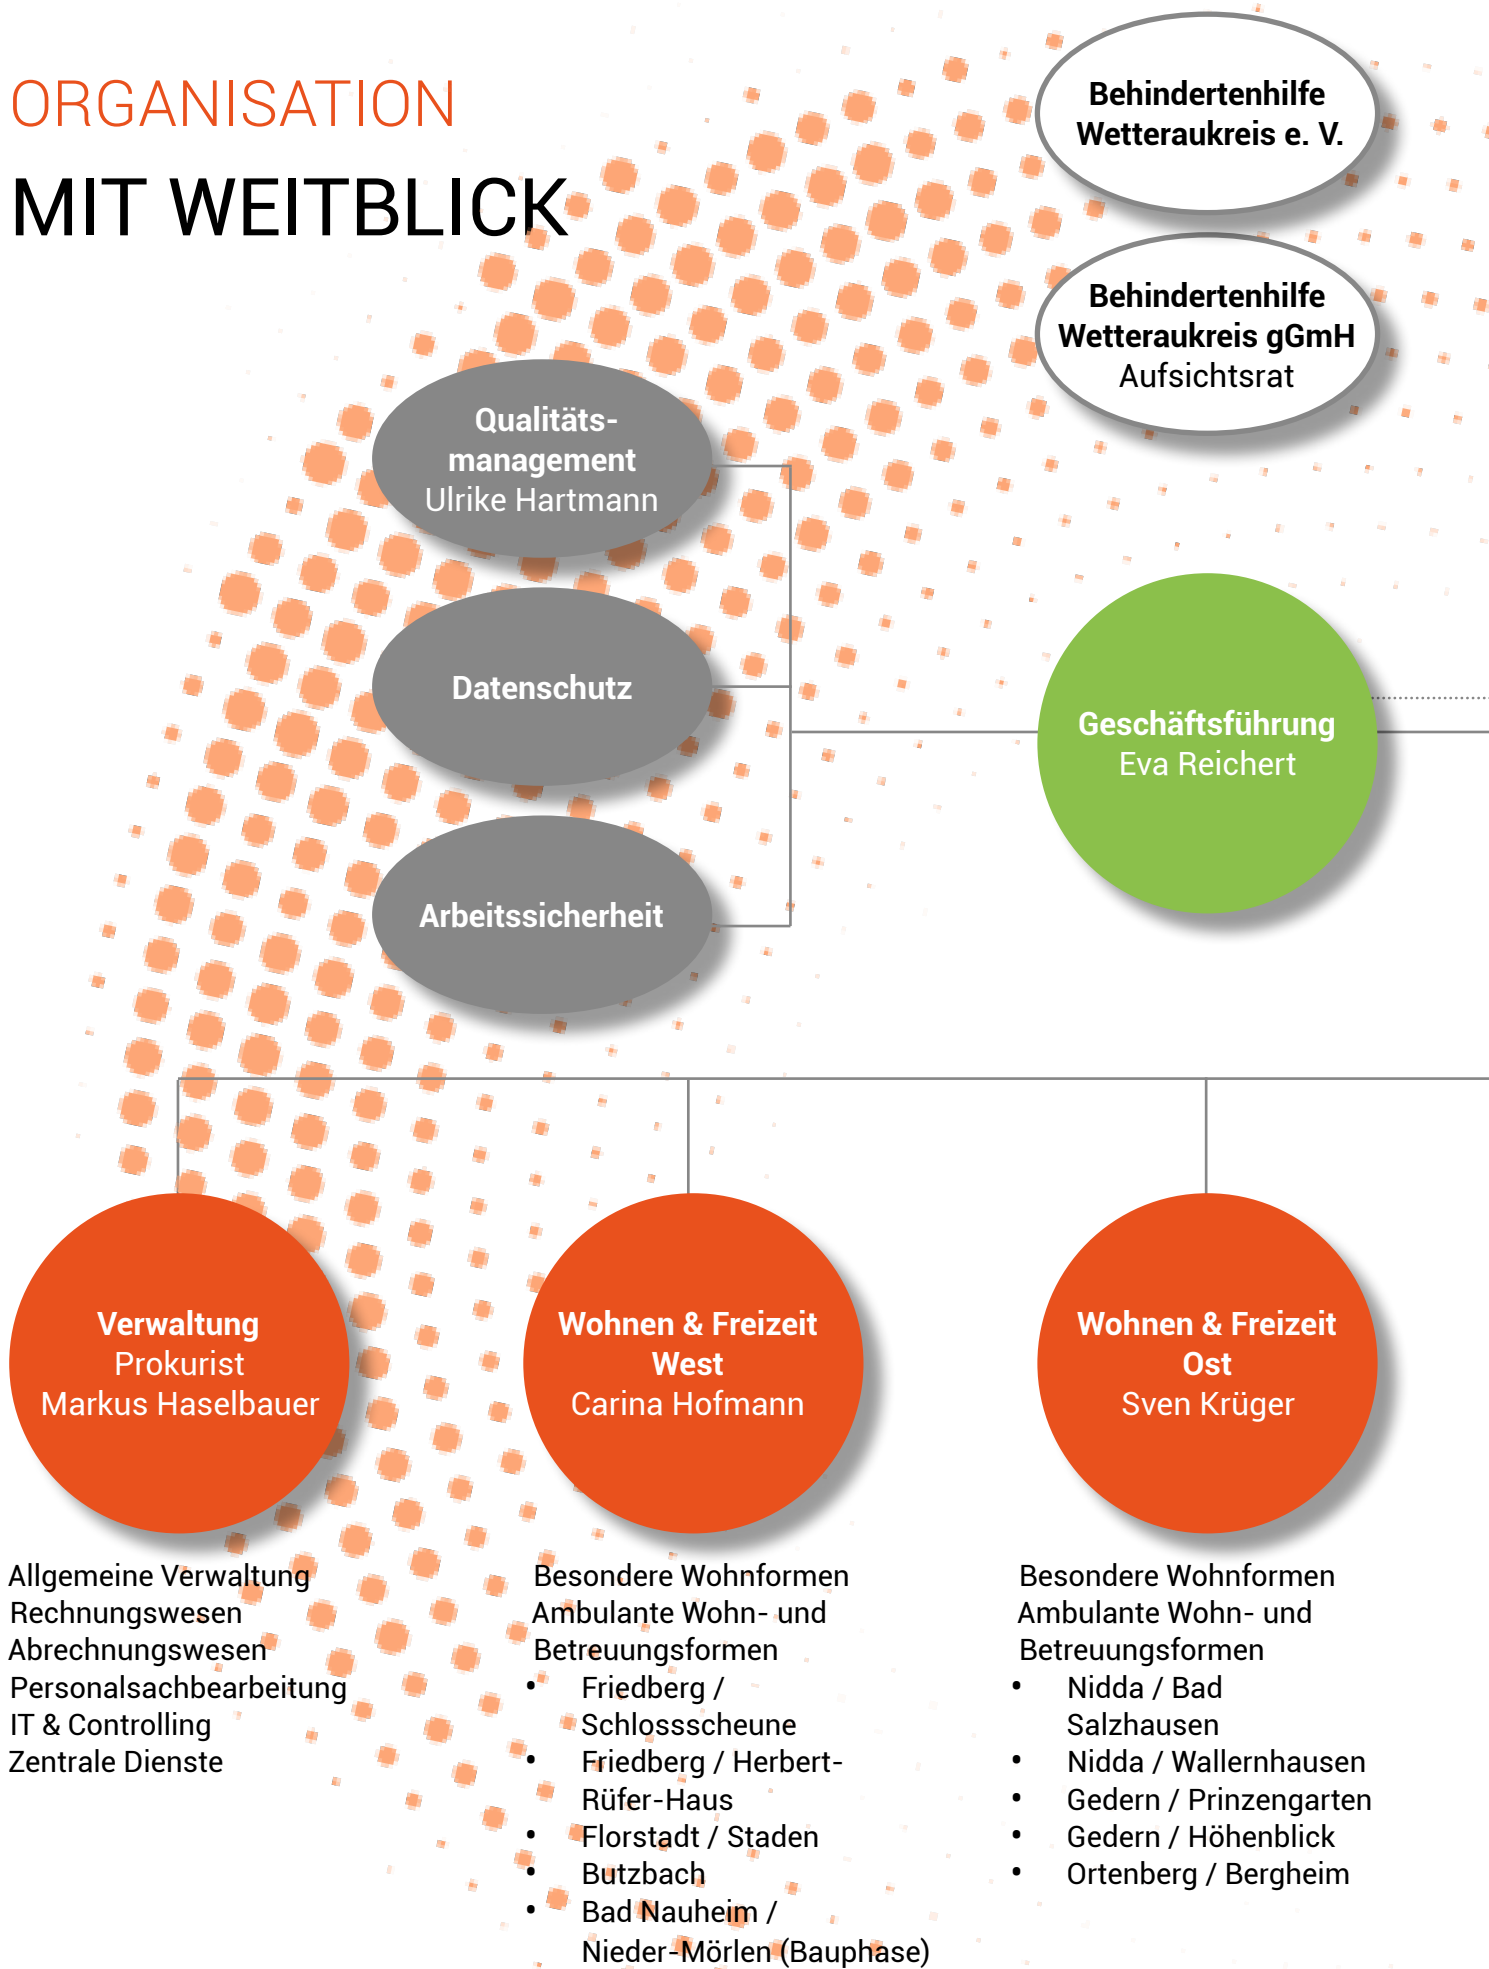 ORGANISATION
MIT WEITBLICK
Behindertenhilfe
Wetteraukreis e. V.
Behindertenhilfe
Wetteraukreis gGmH
Aufsichtsrat
Qualitäts-
management
Ulrike Hartmann
Datenschutz
Arbeitssicherheit
Geschäftsführung
Eva Reichert
Verwaltung
Prokurist
Markus Haselbauer
Allgemeine Verwaltung
Rechnungswesen
Abrechnungswesen
Personalsachbearbeitung
IT & Controlling
Zentrale Dienste
Wohnen & Freizeit
West
Carina Hofmann
Besondere Wohnformen
Ambulante Wohn- und
Betreuungsformen
• Friedberg /
Schlossscheune
• Friedberg / Herbert-
Rüfer-Haus
• Florstadt / Staden
• Butzbach
• Bad Nauheim /
Nieder-Mörlen (Bauphase)
Wohnen & Freizeit
Ost
Sven Krüger
Besondere Wohnformen
Ambulante Wohn- und
Betreuungsformen
• Nidda / Bad
Salzhausen
• Nidda / Wallernhausen
• Gedern / Prinzengarten
• Gedern / Höhenblick
• Ortenberg / Bergheim